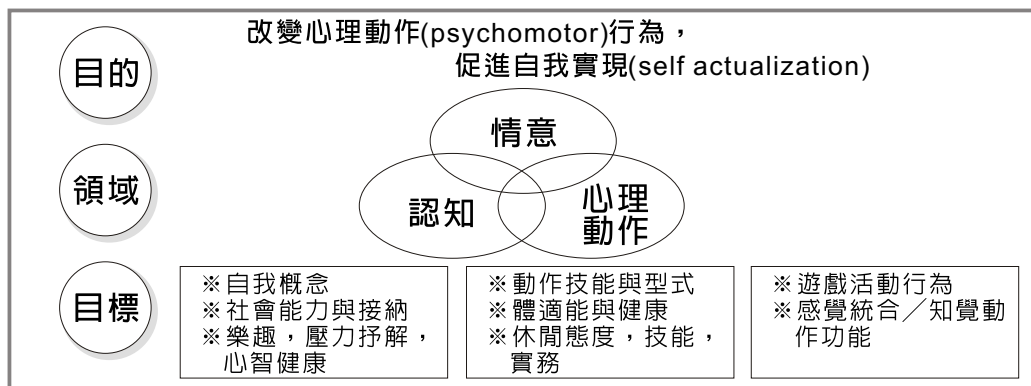 目的
改變心理動作(psychomotor)行為，
促進自我實現(self actualization)
領域
情意
認知
心理
動作
目標
※自我概念
※社會能力與接納
※樂趣，壓力抒解，
心智健康
※動作技能與型式
※體適能與健康
※休閒態度，技能，
實務
※遊戲活動行為
※感覺統合／知覺動
作功能